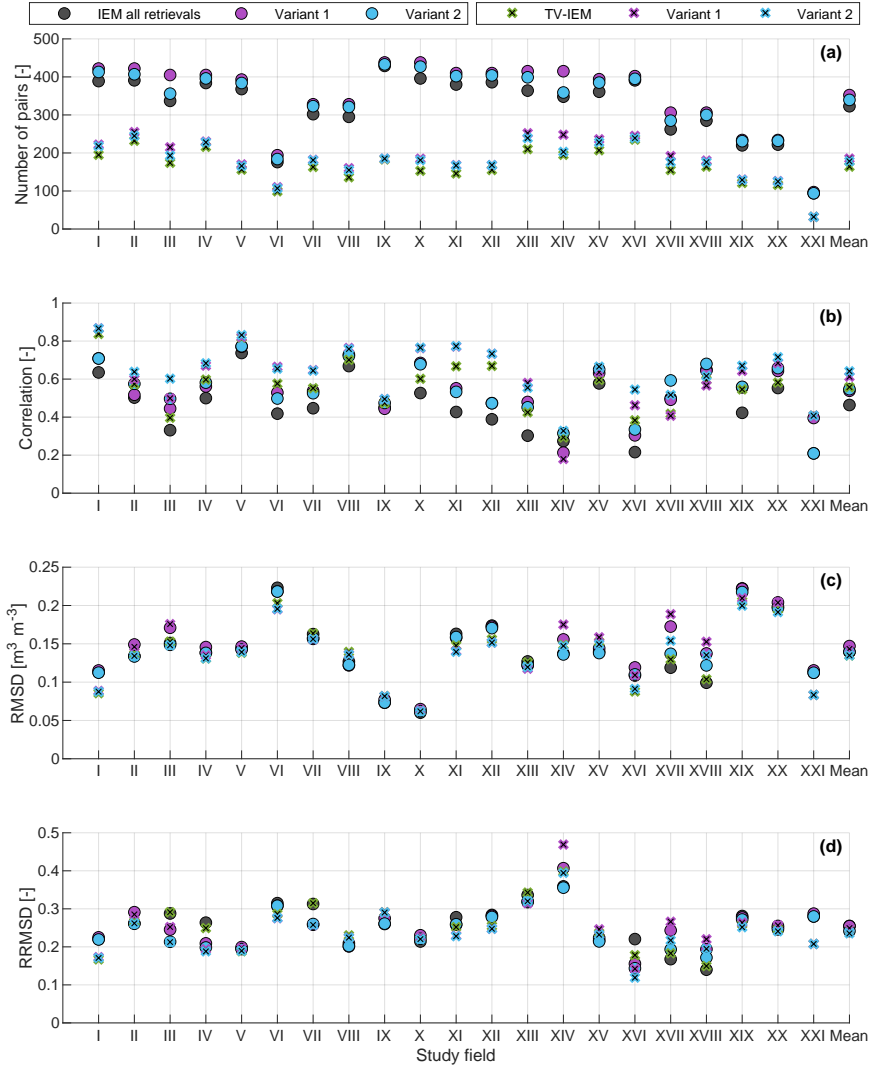 IEM all retrievals Variant 1 Variant 2 TV-IEM Variant 1 Variant 2
(a)
Number of pairs [-]
500
400
300
200
100
0
I II III IV V VI VII VIII IX X XI XII XIII XIV XV XVI XVII XVIII XIX XX XXI Mean
(b)
Correlation [-]
1
0.8
0.6
0.4
0.2
0
I II III IV V VI VII VIII IX X XI XII XIII XIV XV XVI XVII XVIII XIX XX XXI Mean
(c)
RMSD [m³ m⁻³]
0.25
0.2
0.15
0.1
0.05
0
I II III IV V VI VII VIII IX X XI XII XIII XIV XV XVI XVII XVIII XIX XX XXI Mean
(d)
RRMSD [-]
0.5
0.4
0.3
0.2
0.1
0
I II III IV V VI VII VIII IX X XI XII XIII XIV XV XVI XVII XVIII XIX XX XXI Mean
Study field